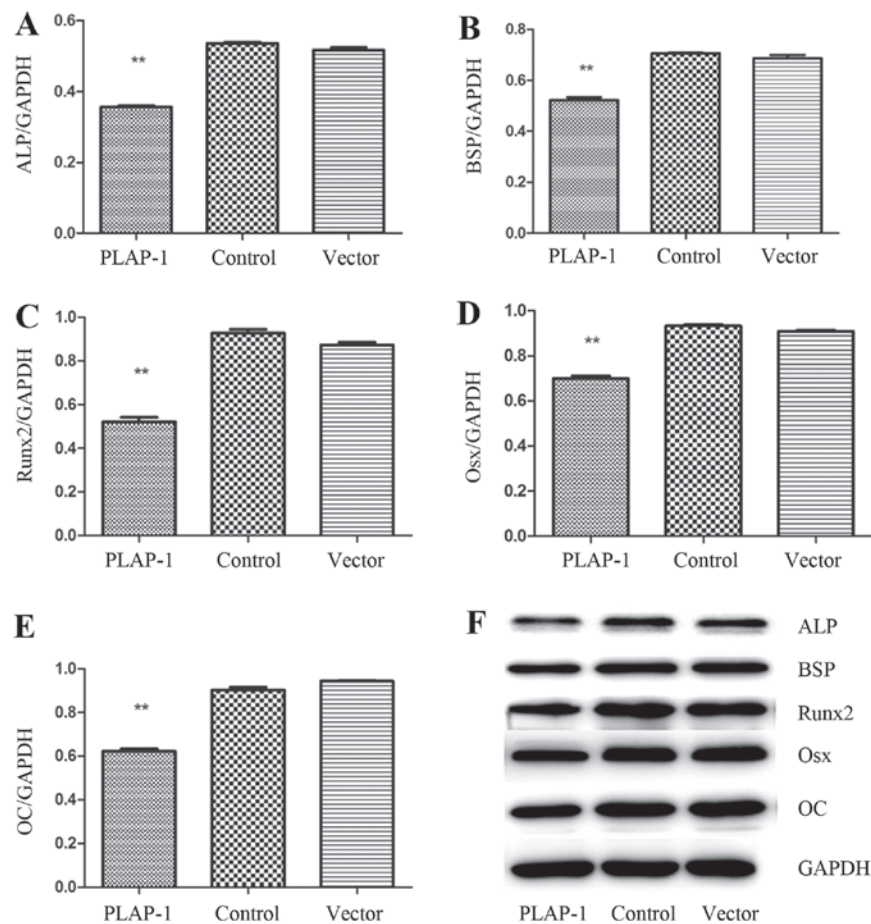 A
ALP/GAPDH
0.6
0.4
0.2
0.0
**
PLAP-1 Control Vector
B
BSP/GAPDH
0.8
0.6
0.4
0.2
0.0
**
PLAP-1 Control Vector
C
Runx2/GAPDH
1.0
0.8
0.6
0.4
0.2
0.0
**
PLAP-1 Control Vector
D
Osx/GAPDH
1.0
0.8
0.6
0.4
0.2
0.0
**
PLAP-1 Control Vector
E
OC/GAPDH
1.0
0.8
0.6
0.4
0.2
0.0
**
PLAP-1 Control Vector
F
ALP
BSP
Runx2
Osx
OC
GAPDH
PLAP-1 Control Vector